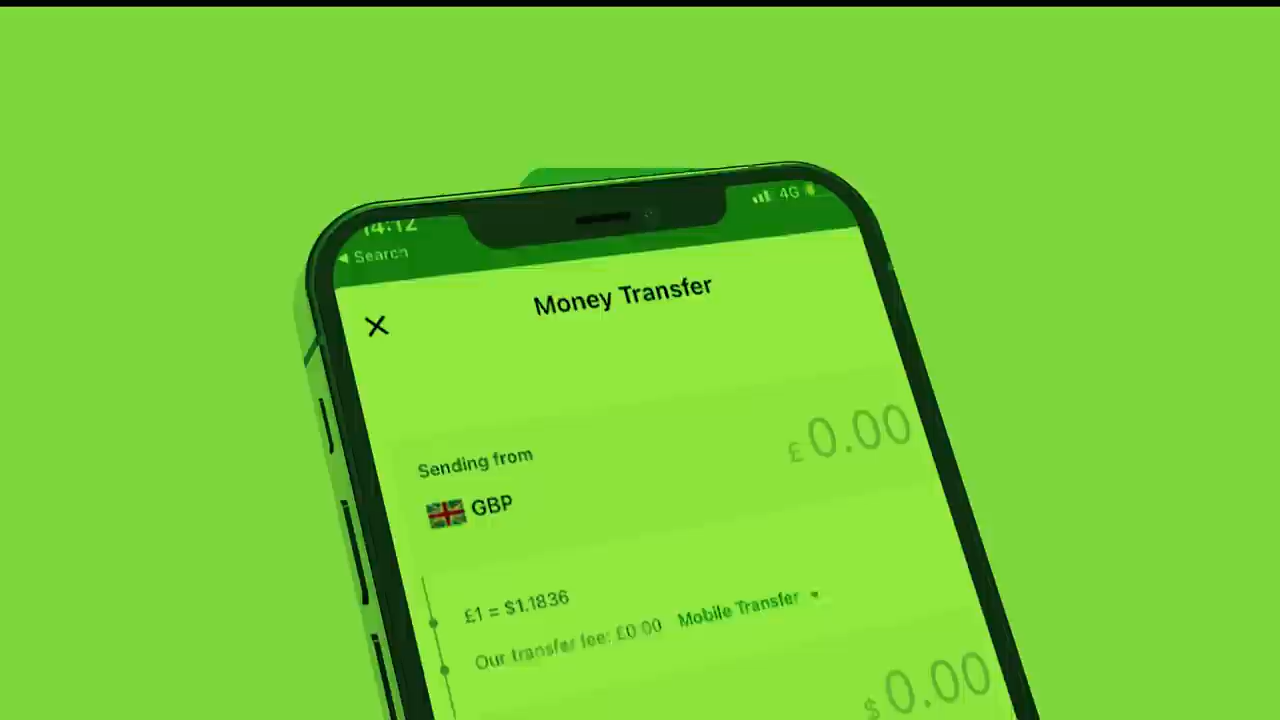 14:12
4G
◀ Search
Money Transfer
Sending from
£0.00
GBP
£1 = $1.1836
Our transfer fee: £0.00 Mobile Transfer
$0.00